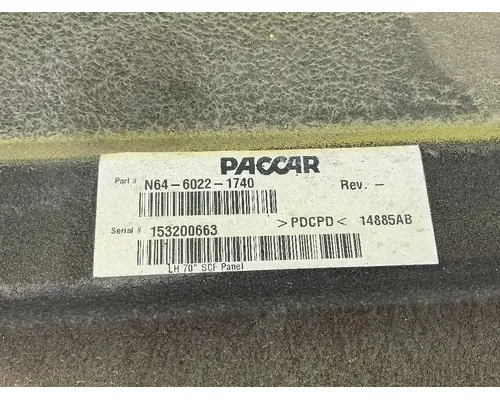 PACCAR
Part # N64-6022-1740 Rev. -
>PDCPD< 14885AB
Serial # 153200663
LH 70" SCF Panel